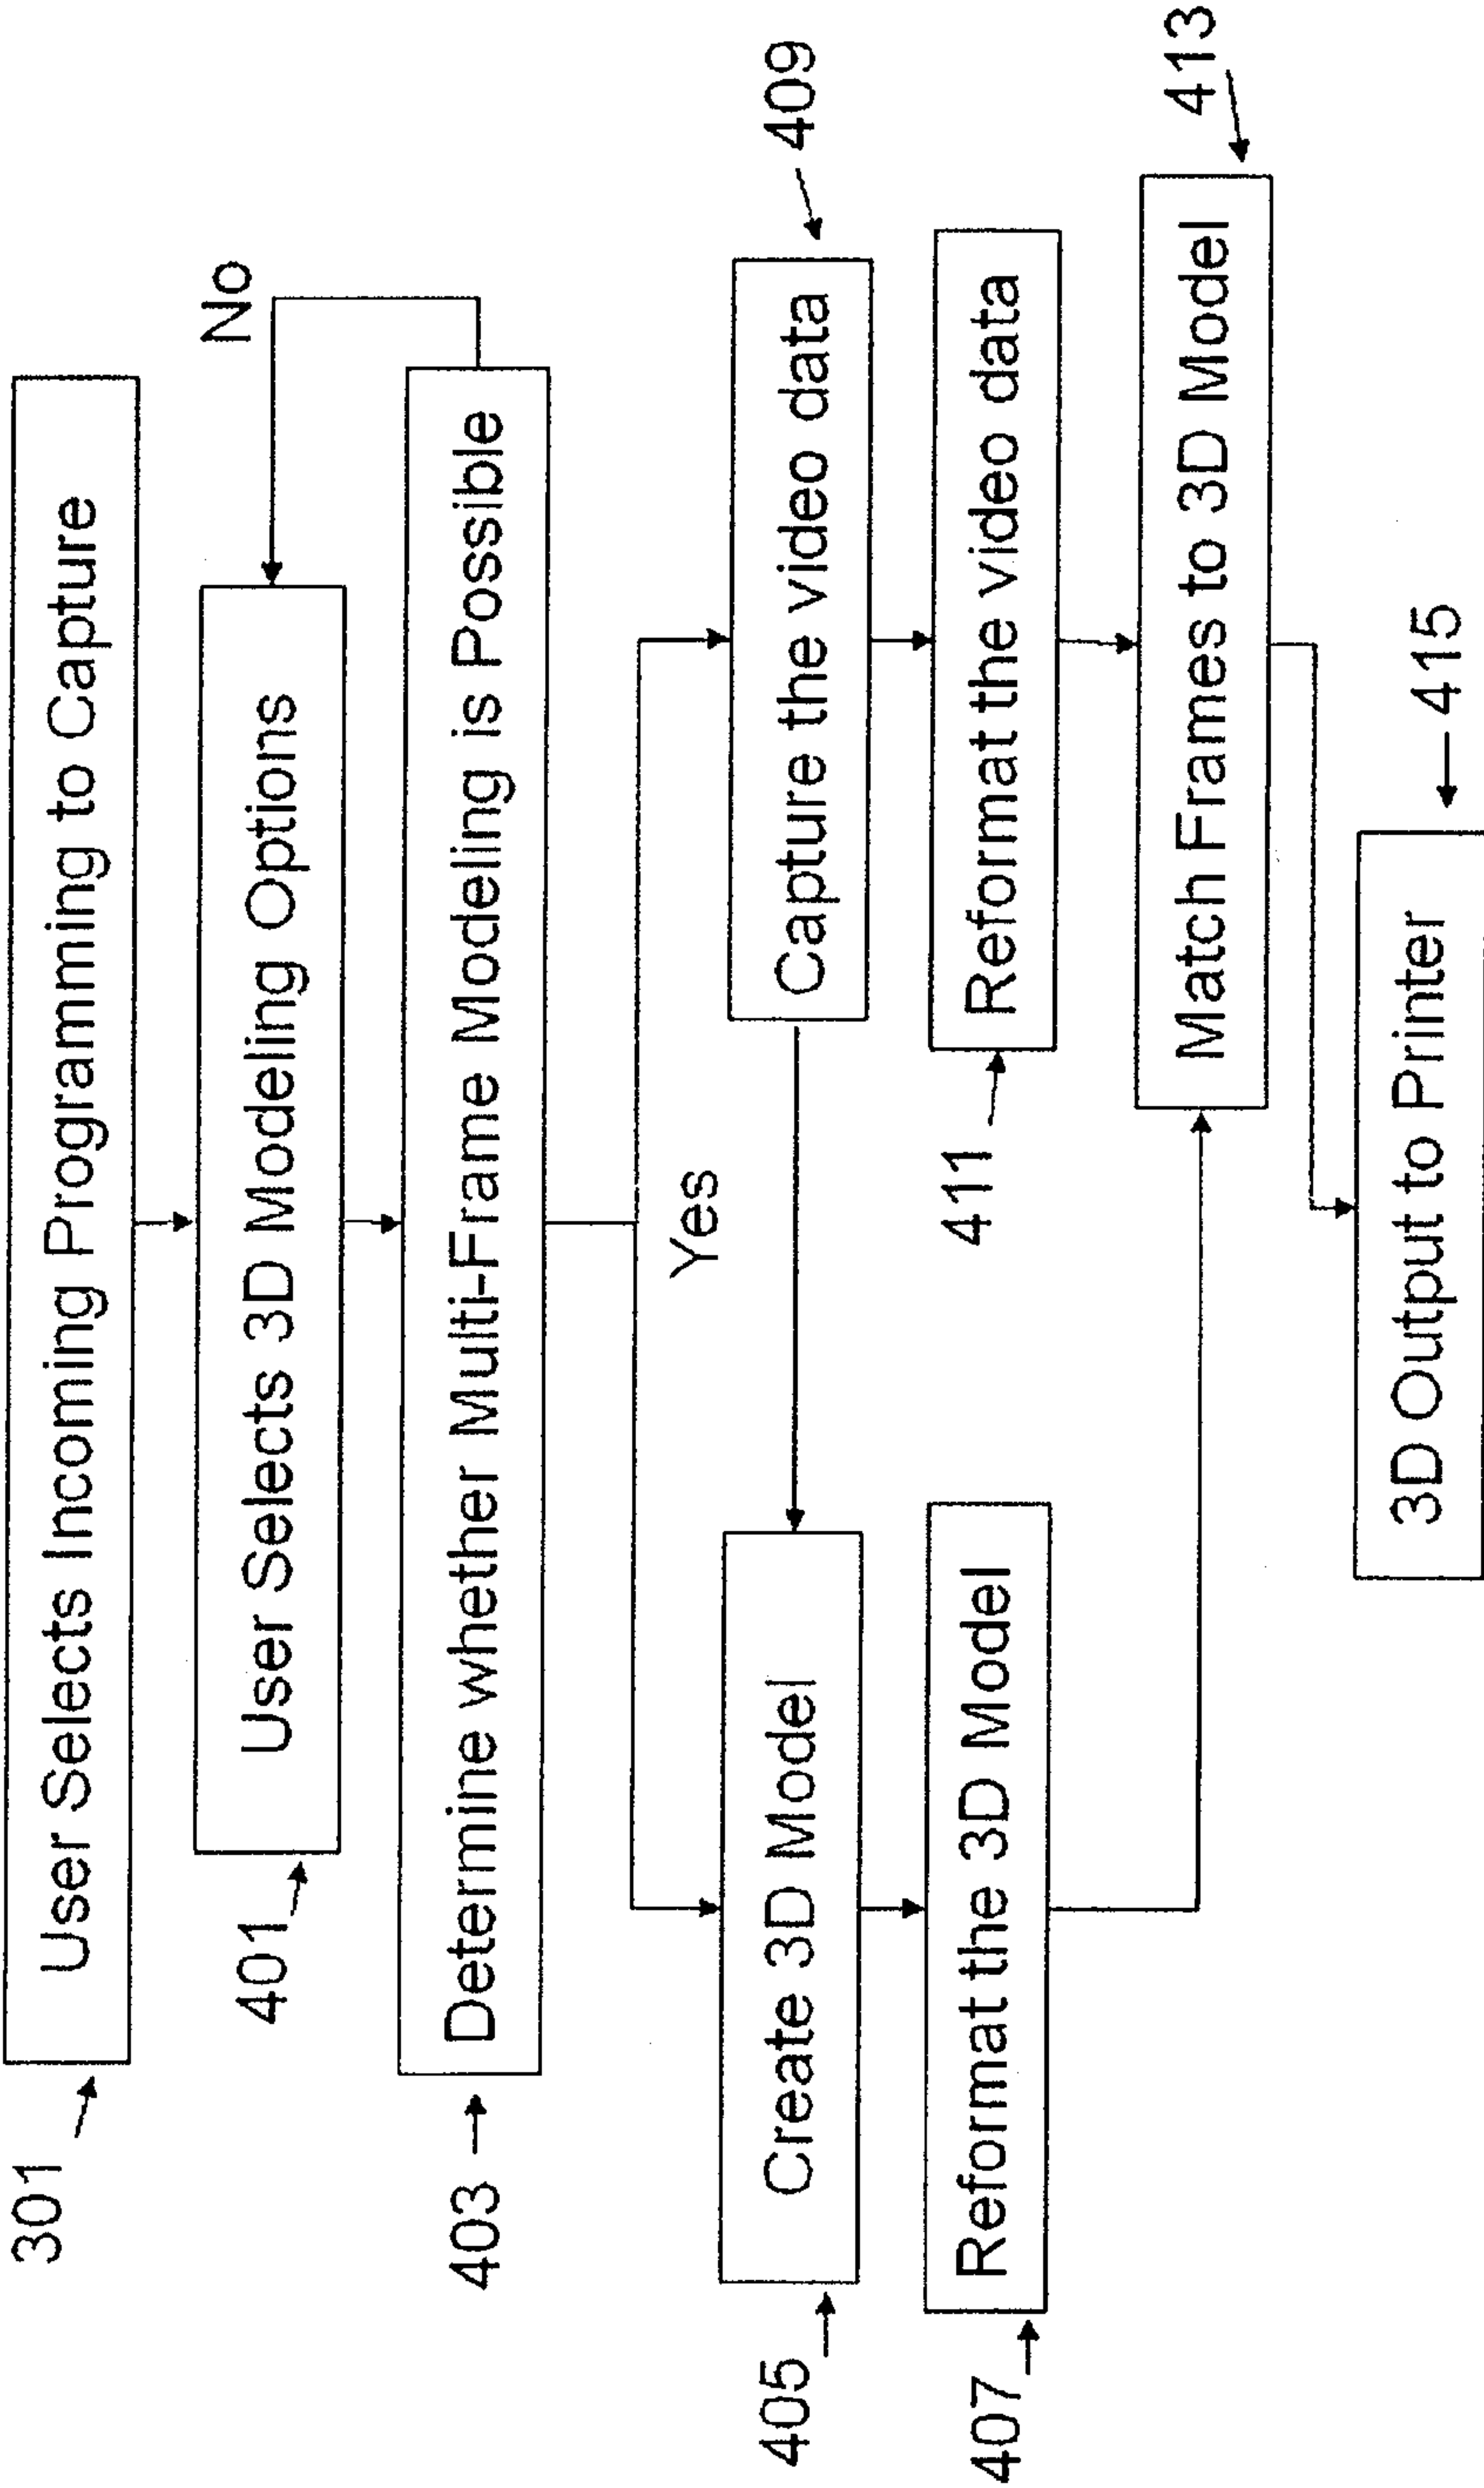 301
User Selects Incoming Programming to Capture
401
User Selects 3D Modeling Options
No
403
Determine whether Multi-Frame Modeling is Possible
Yes
405
Create 3D Model
Capture the video data
409
407
Reformat the 3D Model
411
Reformat the video data
Match Frames to 3D Model
413
3D Output to Printer
415